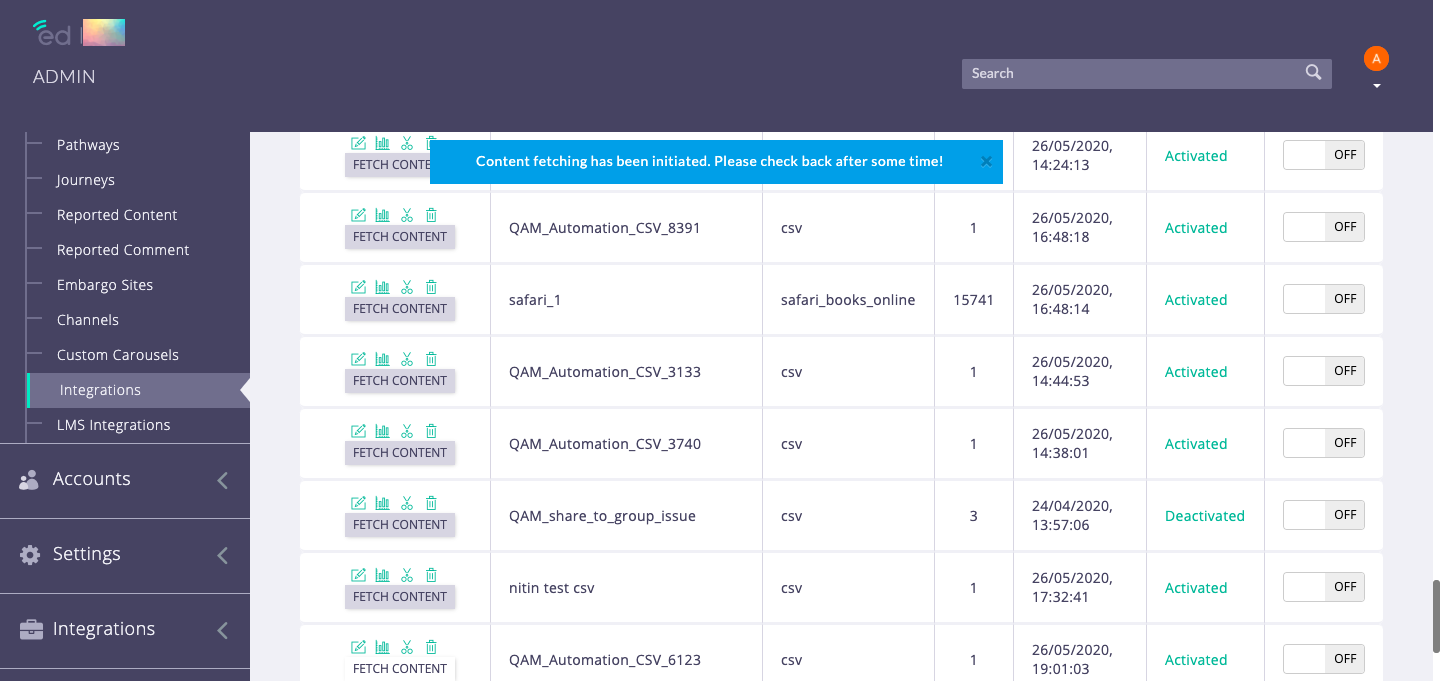 ed
ADMIN
Search
A
Pathways
Journeys
Reported Content
Reported Comment
Embargo Sites
Channels
Custom Carousels
Integrations
LMS Integrations
Accounts
Settings
Integrations
Content fetching has been initiated. Please check back after some time! ×
FETCH CONTE
26/05/2020,
14:24:13
Activated
OFF
FETCH CONTENT
QAM_Automation_CSV_8391
csv
1
26/05/2020,
16:48:18
Activated
OFF
FETCH CONTENT
safari_1
safari_books_online
15741
26/05/2020,
16:48:14
Activated
OFF
FETCH CONTENT
QAM_Automation_CSV_3133
csv
1
26/05/2020,
14:44:53
Activated
OFF
FETCH CONTENT
QAM_Automation_CSV_3740
csv
1
26/05/2020,
14:38:01
Activated
OFF
FETCH CONTENT
QAM_share_to_group_issue
csv
3
24/04/2020,
13:57:06
Deactivated
OFF
FETCH CONTENT
nitin test csv
csv
1
26/05/2020,
17:32:41
Activated
OFF
FETCH CONTENT
QAM_Automation_CSV_6123
csv
1
26/05/2020,
19:01:03
Activated
OFF